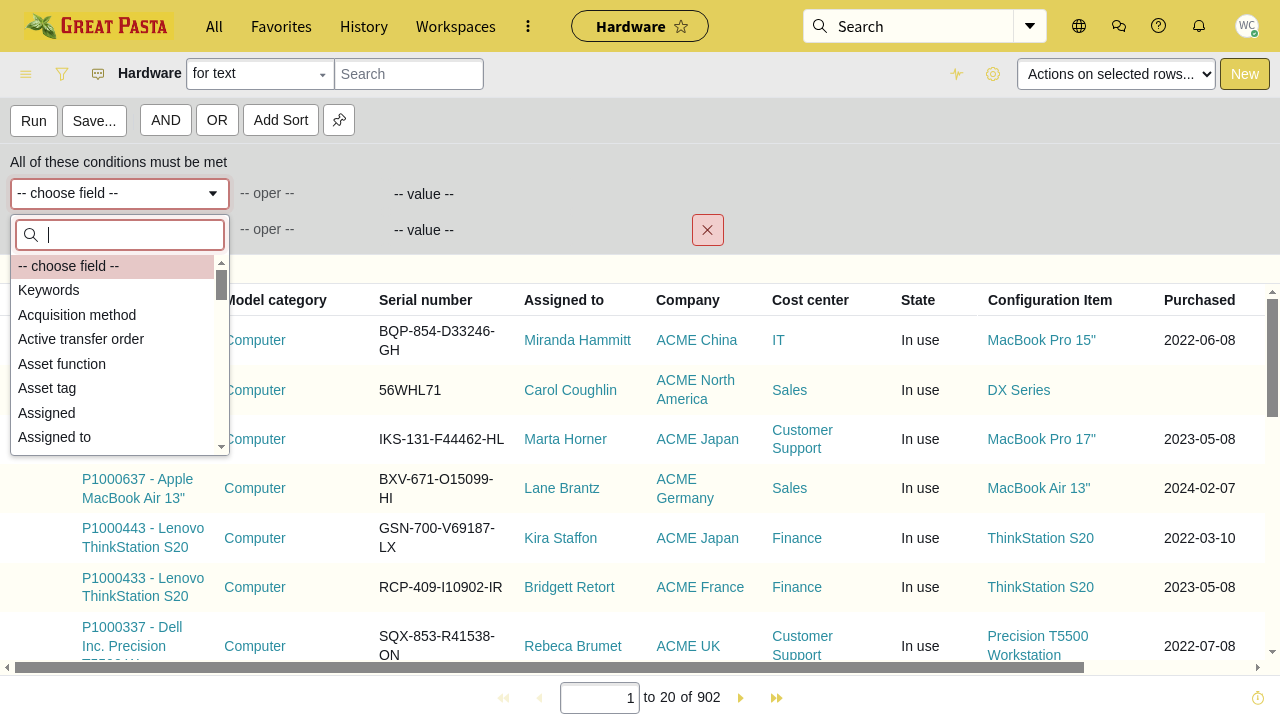 GREAT PASTA All Favorites History Workspaces Hardware Search WC
Hardware for text Search Actions on selected rows... New
Run Save... AND OR Add Sort
All of these conditions must be met
-- choose field -- -- oper -- -- value --
-- oper -- -- value --
-- choose field --
Keywords
Acquisition method
Active transfer order
Asset function
Asset tag
Assigned
Assigned to
Model category Serial number Assigned to Company Cost center State Configuration Item Purchased
Computer BQP-854-D33246-GH Miranda Hammitt ACME China IT In use MacBook Pro 15" 2022-06-08
Computer 56WHL71 Carol Coughlin ACME North America Sales In use DX Series
Computer IKS-131-F44462-HL Marta Horner ACME Japan Customer Support In use MacBook Pro 17" 2023-05-08
P1000637 - Apple MacBook Air 13" Computer BXV-671-O15099-HI Lane Brantz ACME Germany Sales In use MacBook Air 13" 2024-02-07
P1000443 - Lenovo ThinkStation S20 Computer GSN-700-V69187-LX Kira Staffon ACME Japan Finance In use ThinkStation S20 2022-03-10
P1000433 - Lenovo ThinkStation S20 Computer RCP-409-I10902-IR Bridgett Retort ACME France Finance In use ThinkStation S20 2023-05-08
P1000337 - Dell Inc. Precision Computer SQX-853-R41538-ON Rebeca Brumet ACME UK Customer Support In use Precision T5500 Workstation 2022-07-08
1 to 20 of 902